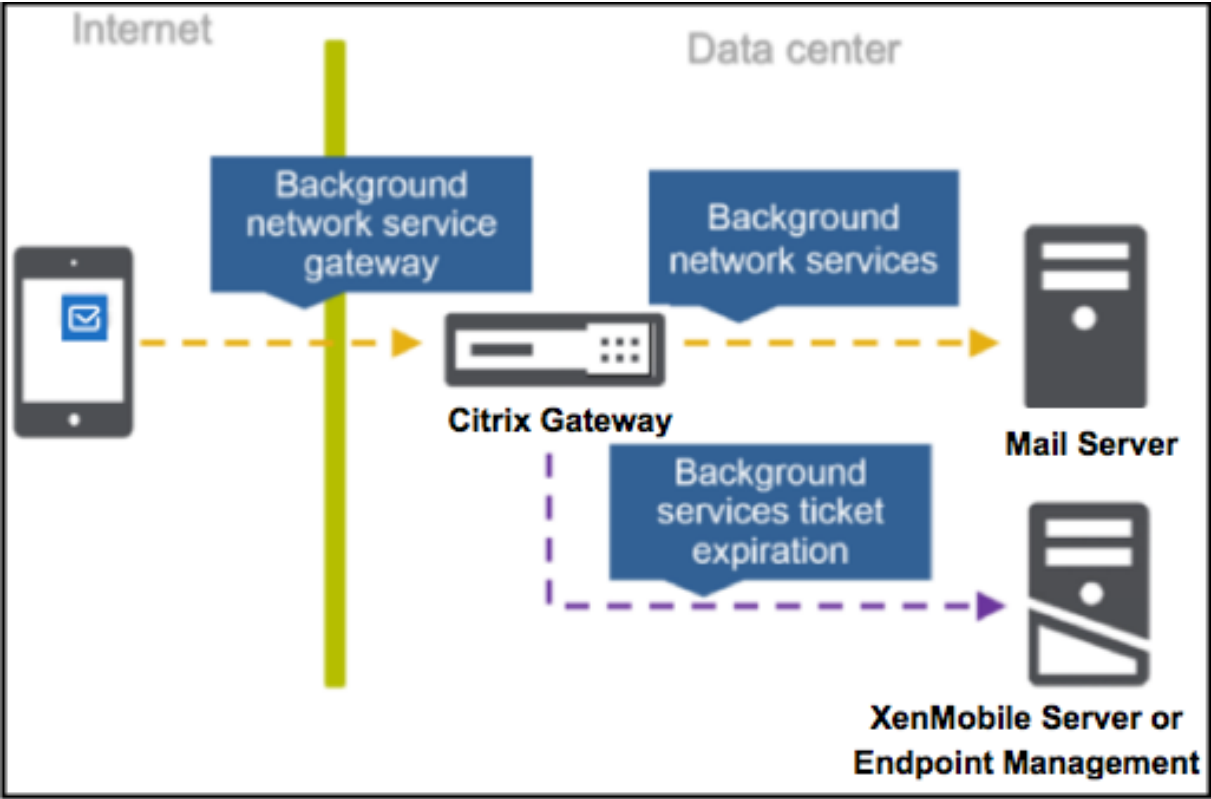 Internet
Data center
Background
network service
gateway
Background
network services
Citrix Gateway
Mail Server
Background
services ticket
expiration
XenMobile Server or
Endpoint Management